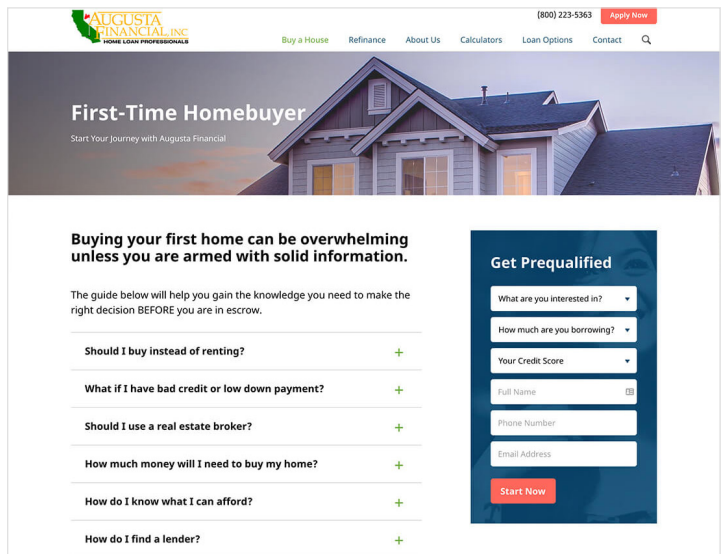 AUGUSTA
FINANCIAL, INC
HOME LOAN PROFESSIONALS
(800) 223-5363
Apply Now
Buy a House
Refinance
About Us
Calculators
Loan Options
Contact
First-Time Homebuyer
Start Your Journey with Augusta Financial
Buying your first home can be overwhelming
unless you are armed with solid information.
The guide below will help you gain the knowledge you need to make the
right decision BEFORE you are in escrow.
Should I buy instead of renting?
What if I have bad credit or low down payment?
Should I use a real estate broker?
How much money will I need to buy my home?
How do I know what I can afford?
How do I find a lender?
Get Prequalified
What are you interested in?
How much are you borrowing?
Your Credit Score
Full Name
Phone Number
Email Address
Start Now